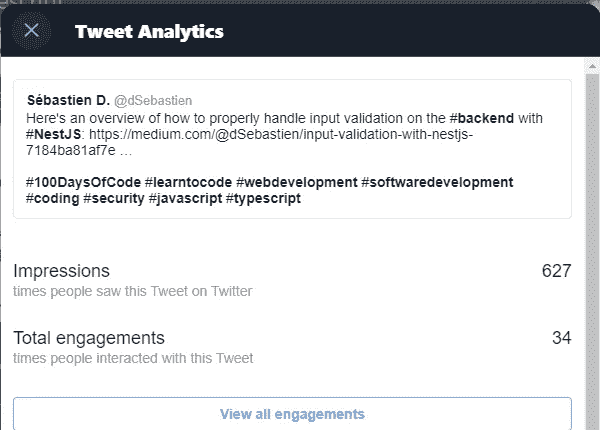 Tweet Analytics
Sébastien D. @dSebastien
Here's an overview of how to properly handle input validation on the #backend with
#NestJS: https://medium.com/@dSebastien/input-validation-with-nestjs-
7184ba81af7e …
#100DaysOfCode #learntocode #webdevelopment #softwaredevelopment
#coding #security #javascript #typescript
Impressions 627
times people saw this Tweet on Twitter
Total engagements 34
times people interacted with this Tweet
View all engagements